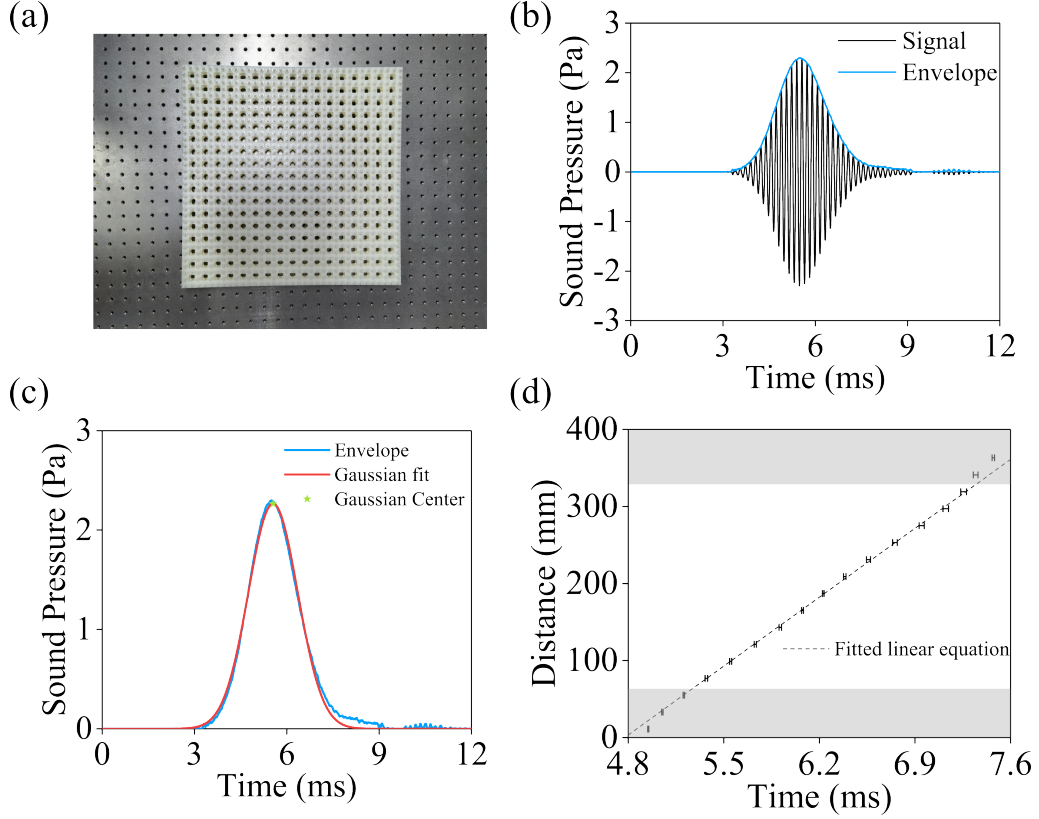 (a)
(b)
3
2
1
0
-1
-2
-3
Sound Pressure (Pa)
Signal
Envelope
0
3
6
9
12
Time (ms)
(c)
3
2
1
0
Sound Pressure (Pa)
Envelope
Gaussian fit
Gaussian Center
0
3
6
9
12
Time (ms)
(d)
400
300
200
100
0
Distance (mm)
Fitted linear equation
4.8
5.5
6.2
6.9
7.6
Time (ms)